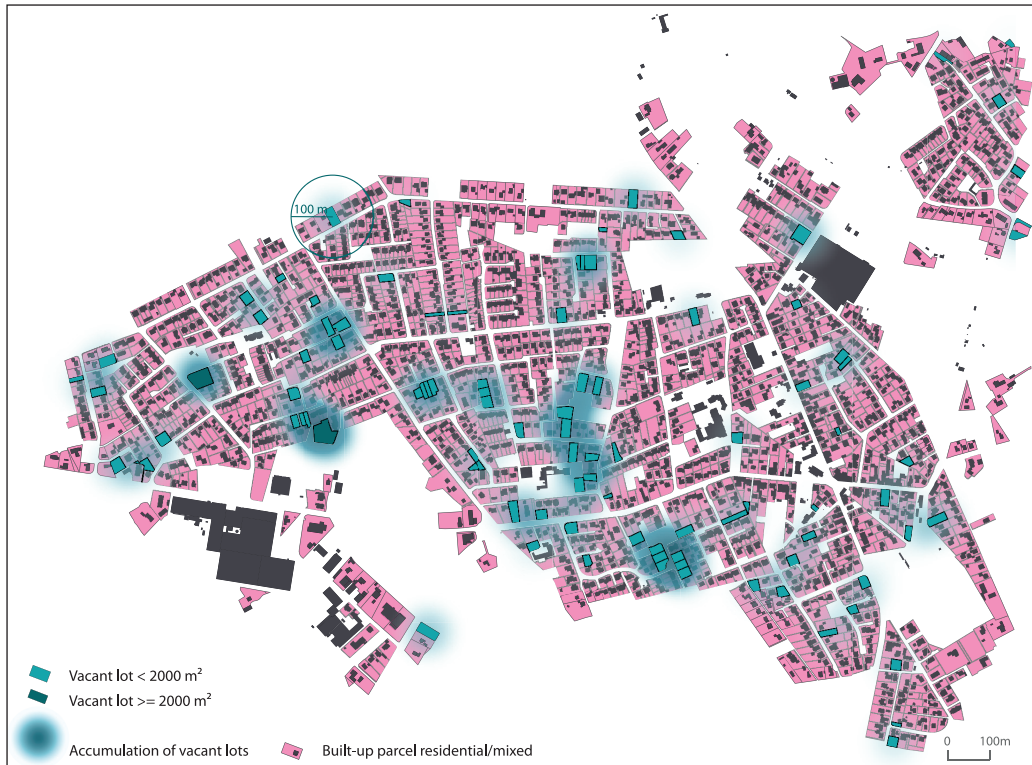 100 m
Vacant lot < 2000 m²
Vacant lot >= 2000 m²
Accumulation of vacant lots
Built-up parcel residential/mixed
0 100m